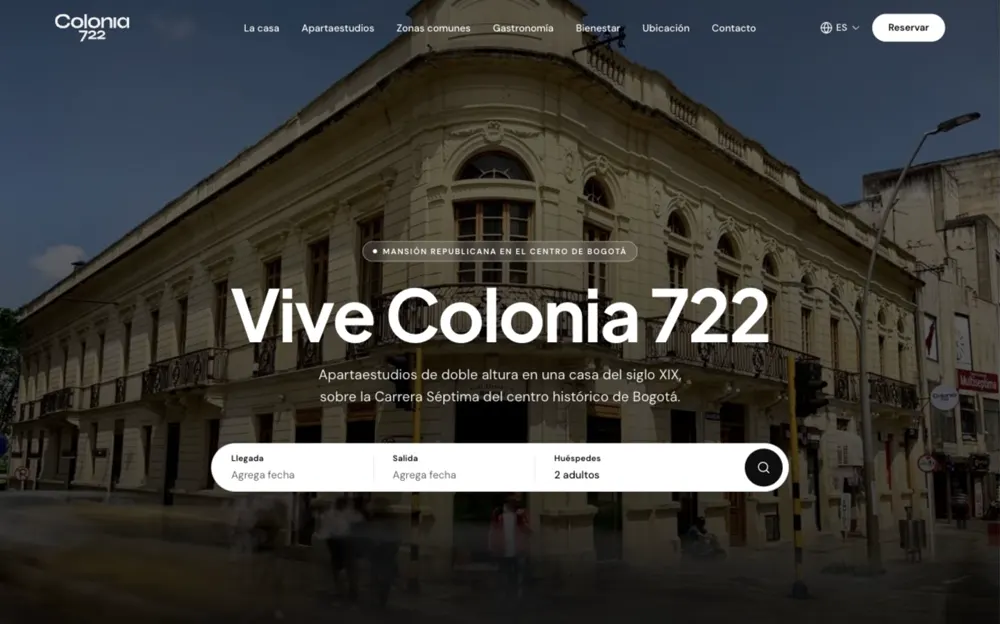 Colonia
722
La casa
Apartaestudios
Zonas comunes
Gastronomía
Bienestar
Ubicación
Contacto
ES
Reservar
MANSIÓN REPUBLICANA EN EL CENTRO DE BOGOTÁ
Vive Colonia 722
Apartaestudios de doble altura en una casa del siglo XIX,
sobre la Carrera Séptima del centro histórico de Bogotá.
Llegada
Agrega fecha
Salida
Agrega fecha
Huéspedes
2 adultos